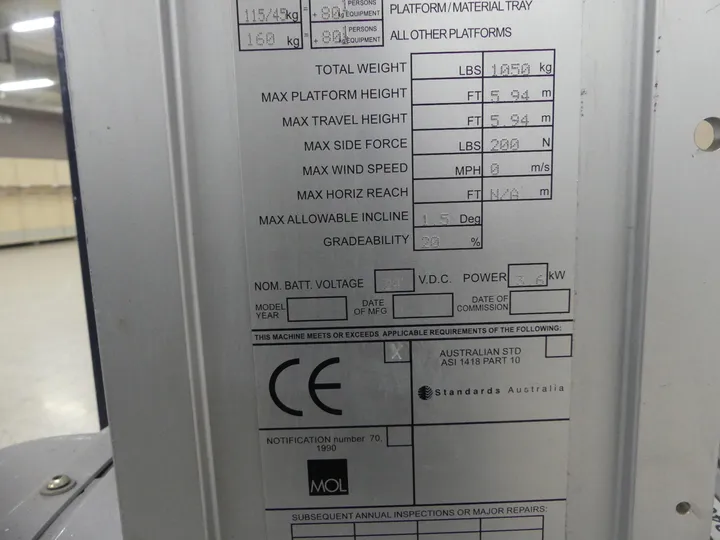 115/45 kg = + 80 kg PERSONS EQUIPMENT PLATFORM/MATERIAL TRAY
160 kg = + 80 kg PERSONS EQUIPMENT ALL OTHER PLATFORMS
TOTAL WEIGHT LBS 1050 kg
MAX PLATFORM HEIGHT FT 5.94 m
MAX TRAVEL HEIGHT FT 5.94 m
MAX SIDE FORCE LBS 200 N
MAX WIND SPEED MPH 0 m/s
MAX HORIZ REACH FT N/A m
MAX ALLOWABLE INCLINE 1.5 Deg
GRADEABILITY 20 %
NOM. BATT. VOLTAGE V.D.C. POWER 3.6 kW
MODEL YEAR DATE OF MFG DATE OF COMMISSION
THIS MACHINE MEETS OR EXCEEDS APPLICABLE REQUIREMENTS OF THE FOLLOWING:
CE X
AUSTRALIAN STD
ASI 1418 PART 10
Standards Australia
NOTIFICATION number 70,
1990
MOL
SUBSEQUENT ANNUAL INSPECTIONS OR MAJOR REPAIRS: